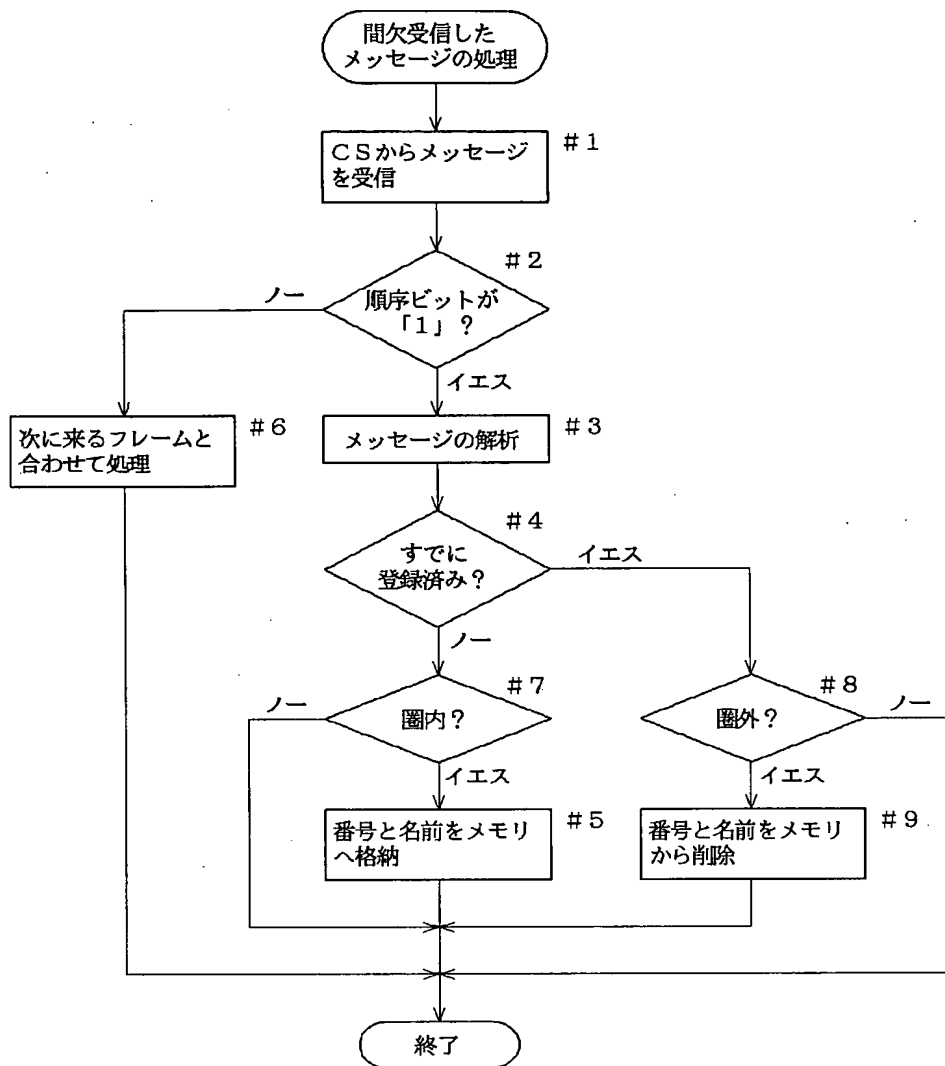 間欠受信した
メッセージの処理
CSからメッセージ
を受信
#1
#2
順序ビットが
「1」?
ノー
イエス
次に来るフレームと
合わせて処理
#6
メッセージの解析
#3
#4
すでに
登録済み?
イエス
ノー
#7
圏内?
ノー
イエス
#8
圏外?
ノー
イエス
番号と名前をメモリ
へ格納
#5
番号と名前をメモリ
から削除
#9
終了